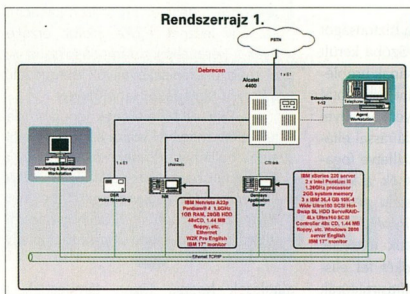 Rendszerrajz 1.
PSTN
Debrecen
1 x E1
Alcatel
4400
Extensions
1-12
Telephone
Agent
Workstation
Monitoring & Management
Workstation
1 x E1
12
channels
CTI link
DSR
Voice Recording
IVR
Application
Server
IBM Netvista A22p
Pentium® 4 1.6GHz
1GB RAM, 20GB HDD
48xCD, 1.44 MB
floppy, etc.
Ethernet
W2K Pro English
IBM 17" monitor
IBM xSeries 220 server
2 x Intel Pentium III
1.26GHz processor
2GB system memory
3 x IBM 36.4 GB 10K-4
Wide Ultra160 SCSI Hot-
Swap SL HDD ServeRAID-
4Lx Ultra160 SCSI
Controller 48x CD, 1.44 MB
floppy, etc. Windows 2000
server English
IBM 17" monitor
Ethernet TCP/IP